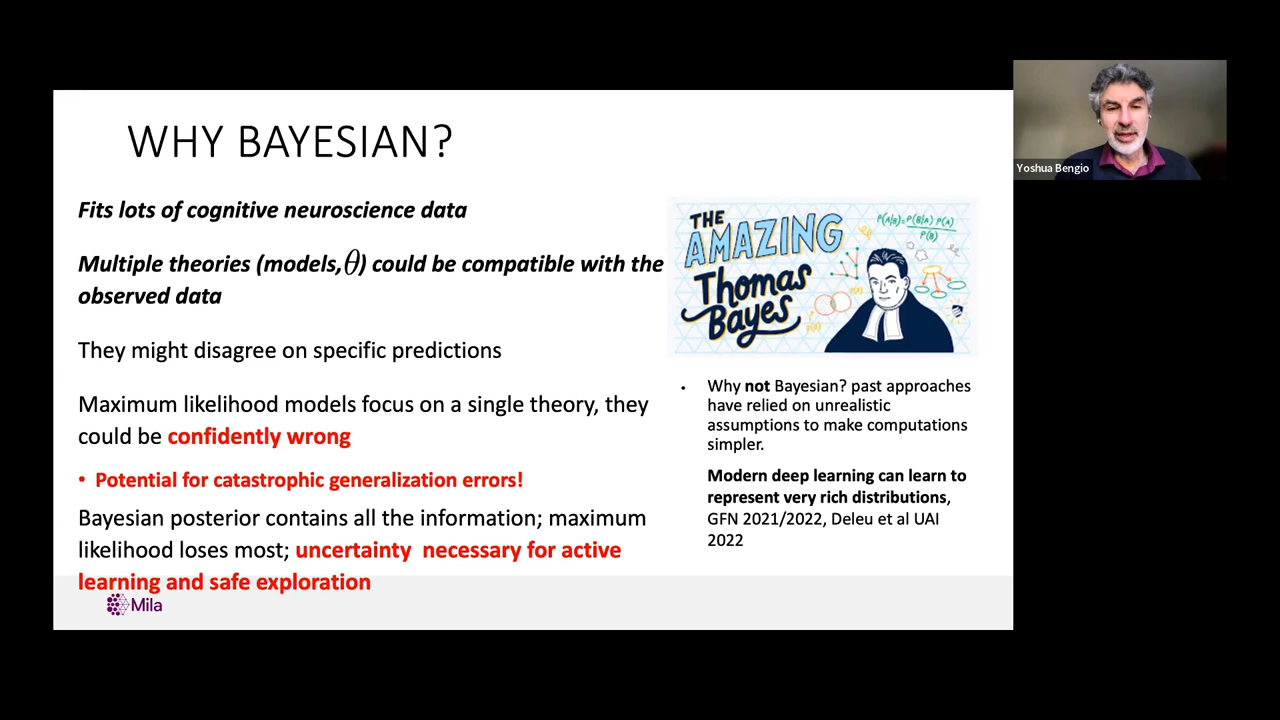 WHY BAYESIAN?
Fits lots of cognitive neuroscience data
Multiple theories (models,θ) could be compatible with the
observed data
They might disagree on specific predictions
Maximum likelihood models focus on a single theory, they
could be confidently wrong
• Potential for catastrophic generalization errors!
Bayesian posterior contains all the information; maximum
likelihood loses most; uncertainty necessary for active
learning and safe exploration
Mila
THE
AMAZING
Thomas
Bayes
P(A|B)= P(B|A) P(A)
P(B)
• Why not Bayesian? past approaches
have relied on unrealistic
assumptions to make computations
simpler.
Modern deep learning can learn to
represent very rich distributions,
GFN 2021/2022, Deleu et al UAI
2022
Yoshua Bengio